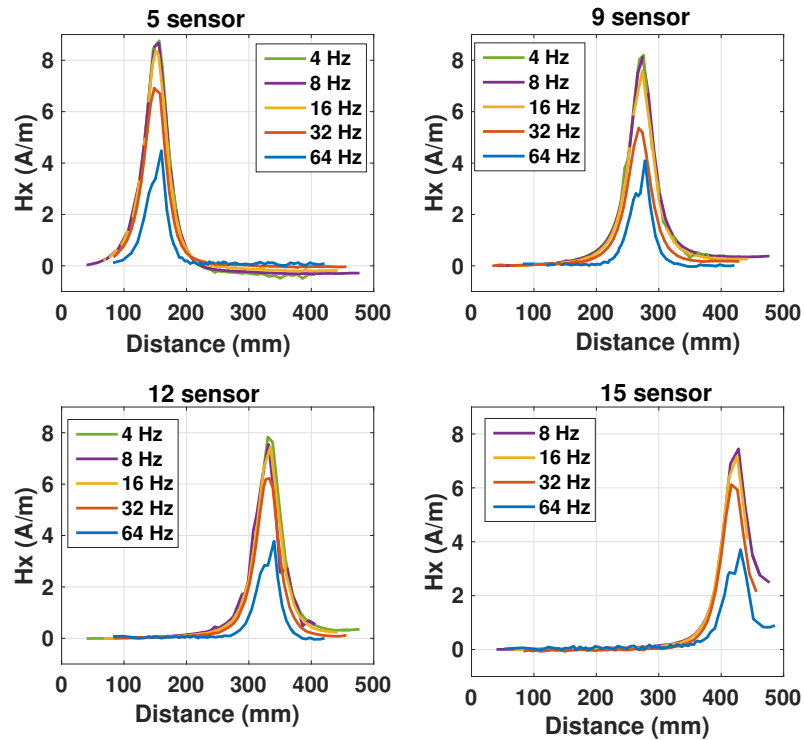 5 sensor
Hx (A/m)
8
6
4
2
0
4 Hz
8 Hz
16 Hz
32 Hz
64 Hz
0 100 200 300 400 500
Distance (mm)
9 sensor
Hx (A/m)
8
6
4
2
0
4 Hz
8 Hz
16 Hz
32 Hz
64 Hz
0 100 200 300 400 500
Distance (mm)
12 sensor
Hx (A/m)
8
6
4
2
0
4 Hz
8 Hz
16 Hz
32 Hz
64 Hz
0 100 200 300 400 500
Distance (mm)
15 sensor
Hx (A/m)
8
6
4
2
0
8 Hz
16 Hz
32 Hz
64 Hz
0 100 200 300 400 500
Distance (mm)